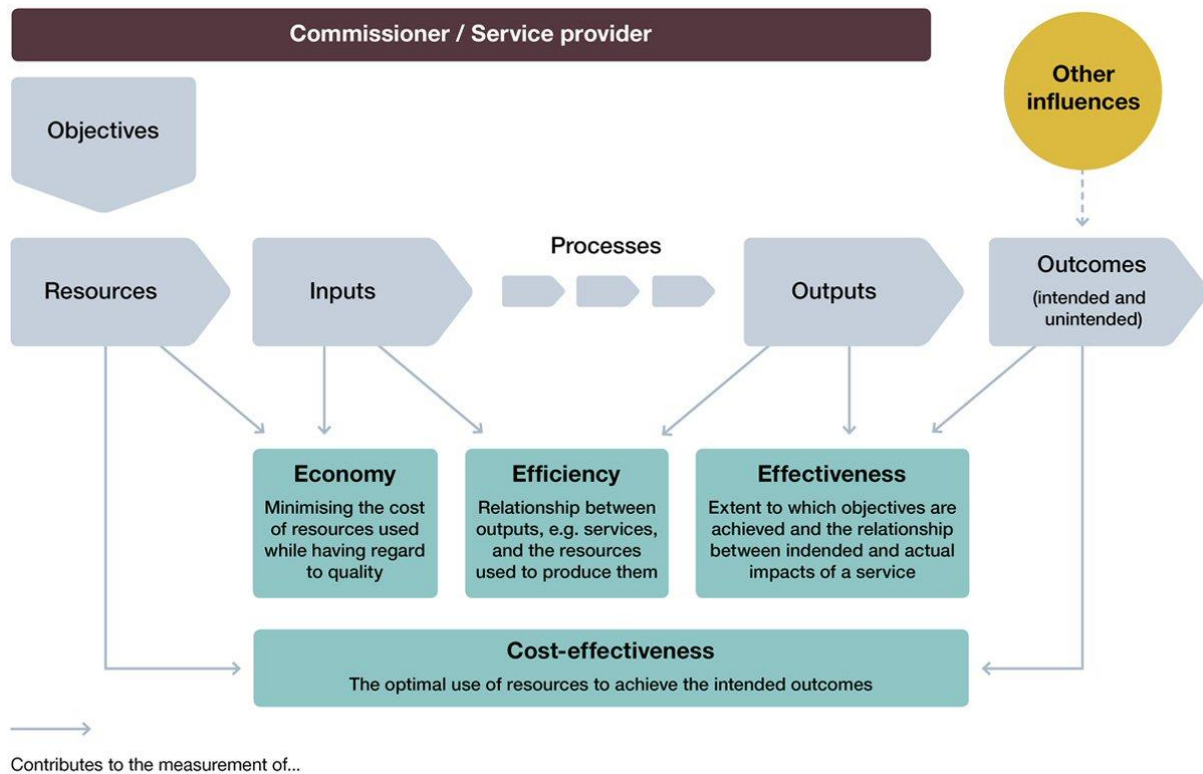 Commissioner / Service provider
Other
influences
Objectives
Resources
Inputs
Processes
Outputs
Outcomes
(intended and
unintended)
Economy
Minimising the cost
of resources used
while having regard
to quality
Efficiency
Relationship between
outputs, e.g. services,
and the resources
used to produce them
Effectiveness
Extent to which objectives are
achieved and the relationship
between indended and actual
impacts of a service
Cost-effectiveness
The optimal use of resources to achieve the intended outcomes
Contributes to the measurement of...